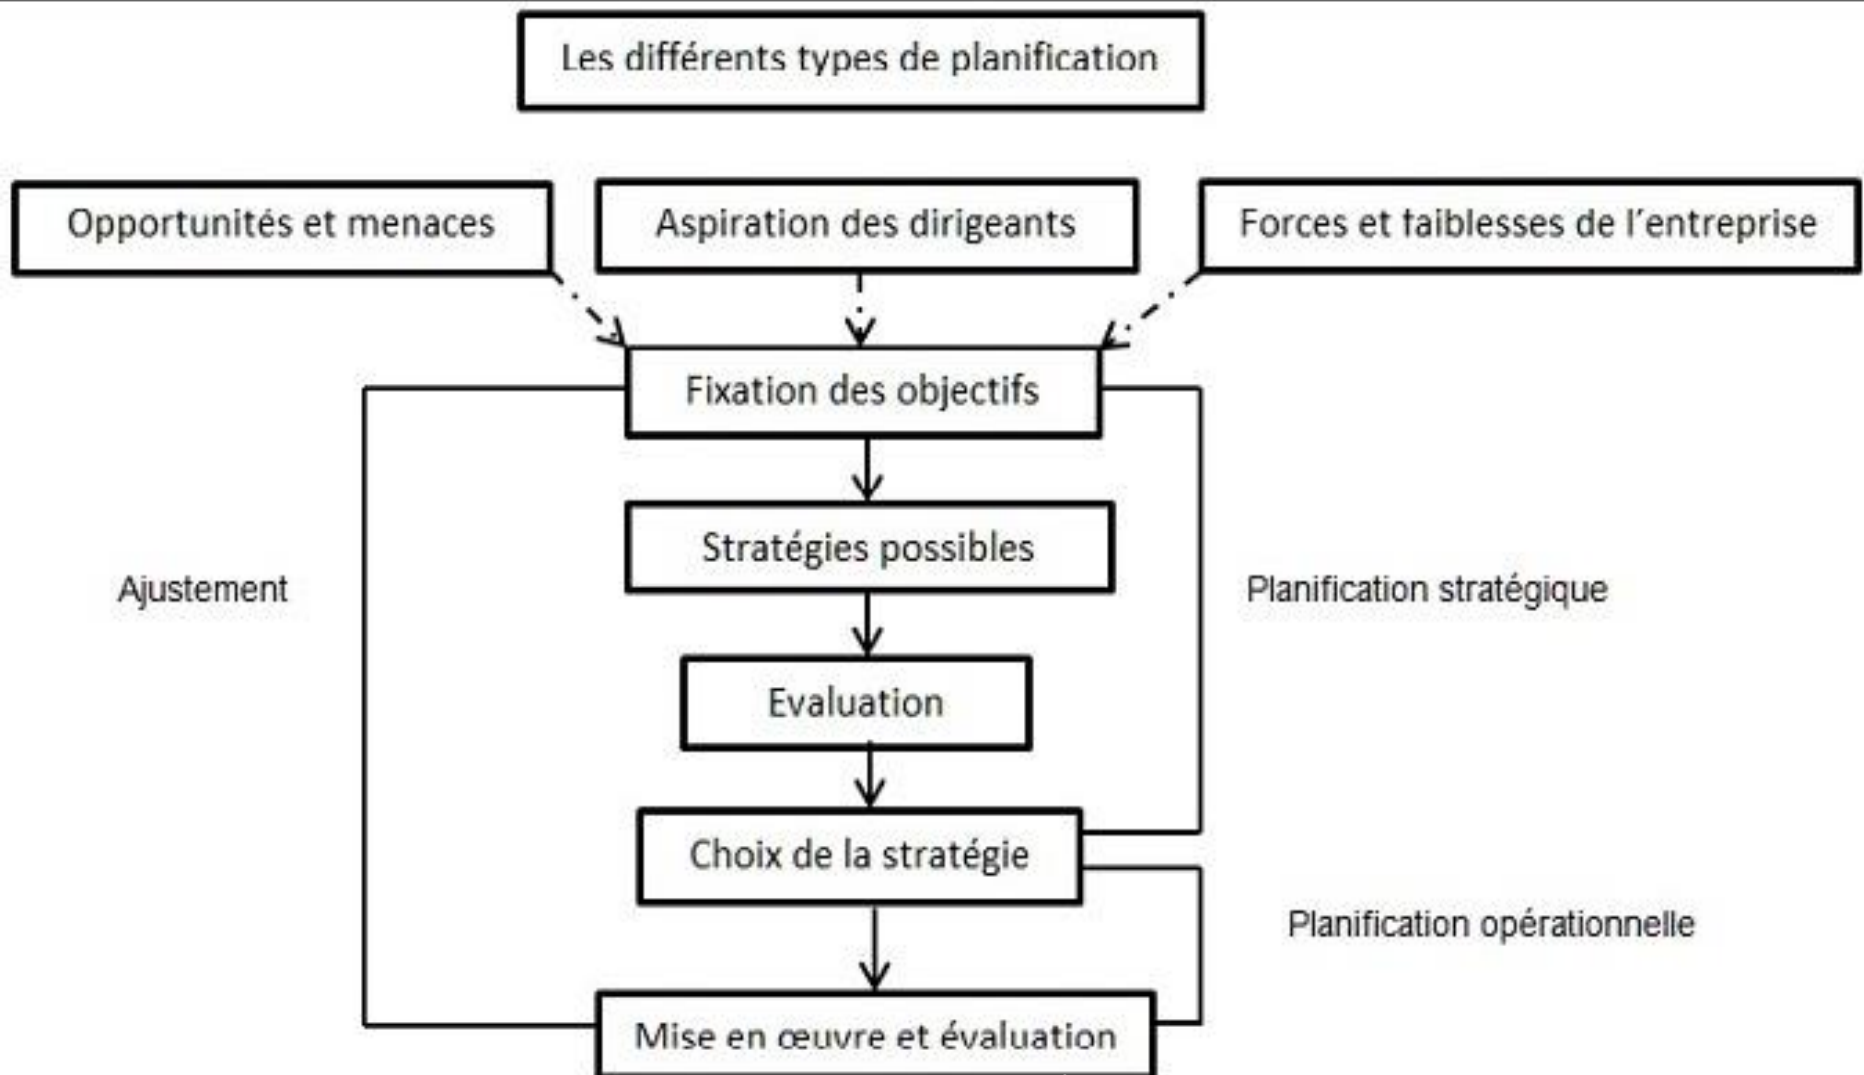 Les différents types de planification
Opportunités et menaces
Aspiration des dirigeants
Forces et faiblesses de l'entreprise
Fixation des objectifs
Stratégies possibles
Ajustement
Planification stratégique
Evaluation
Choix de la stratégie
Planification opérationnelle
Mise en œuvre et évaluation